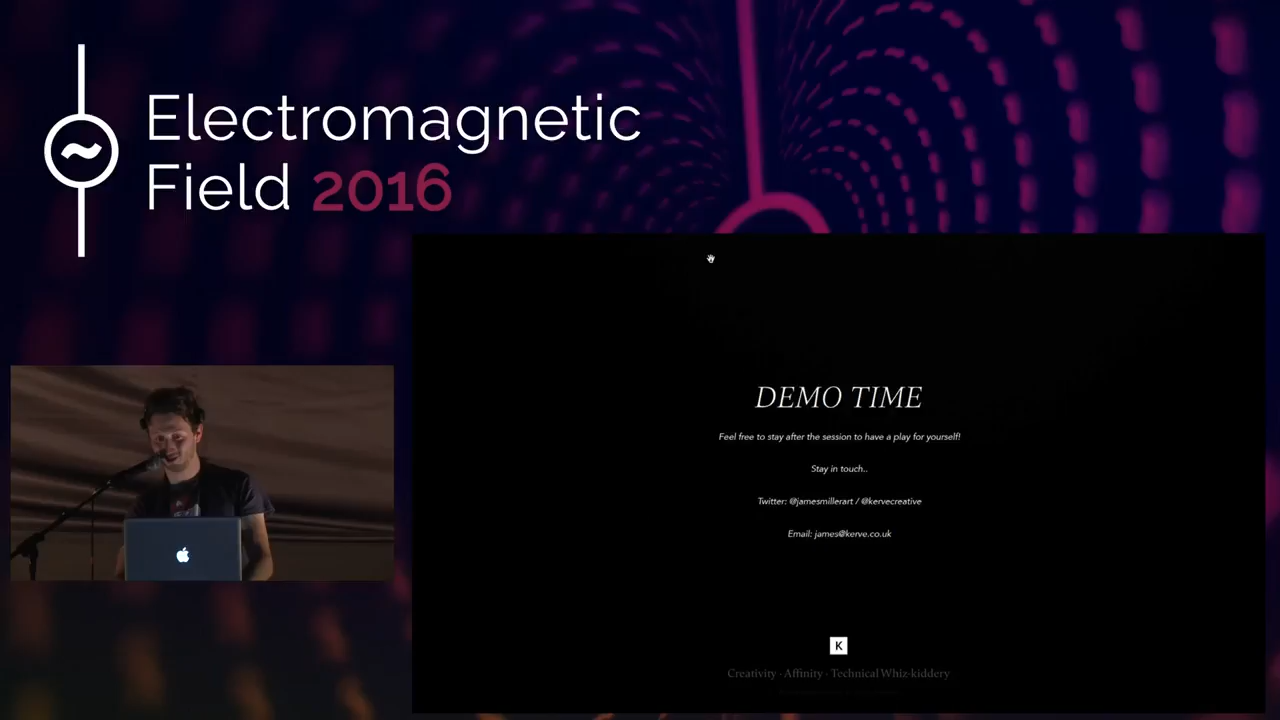 Electromagnetic
Field 2016
DEMO TIME
Feel free to stay after the session to have a play for yourself!
Stay in touch..
Twitter: @jamesmillerart / @kervecreative
Email: james@kerve.co.uk
K
Creativity · Affinity · Technical Whiz-kiddery